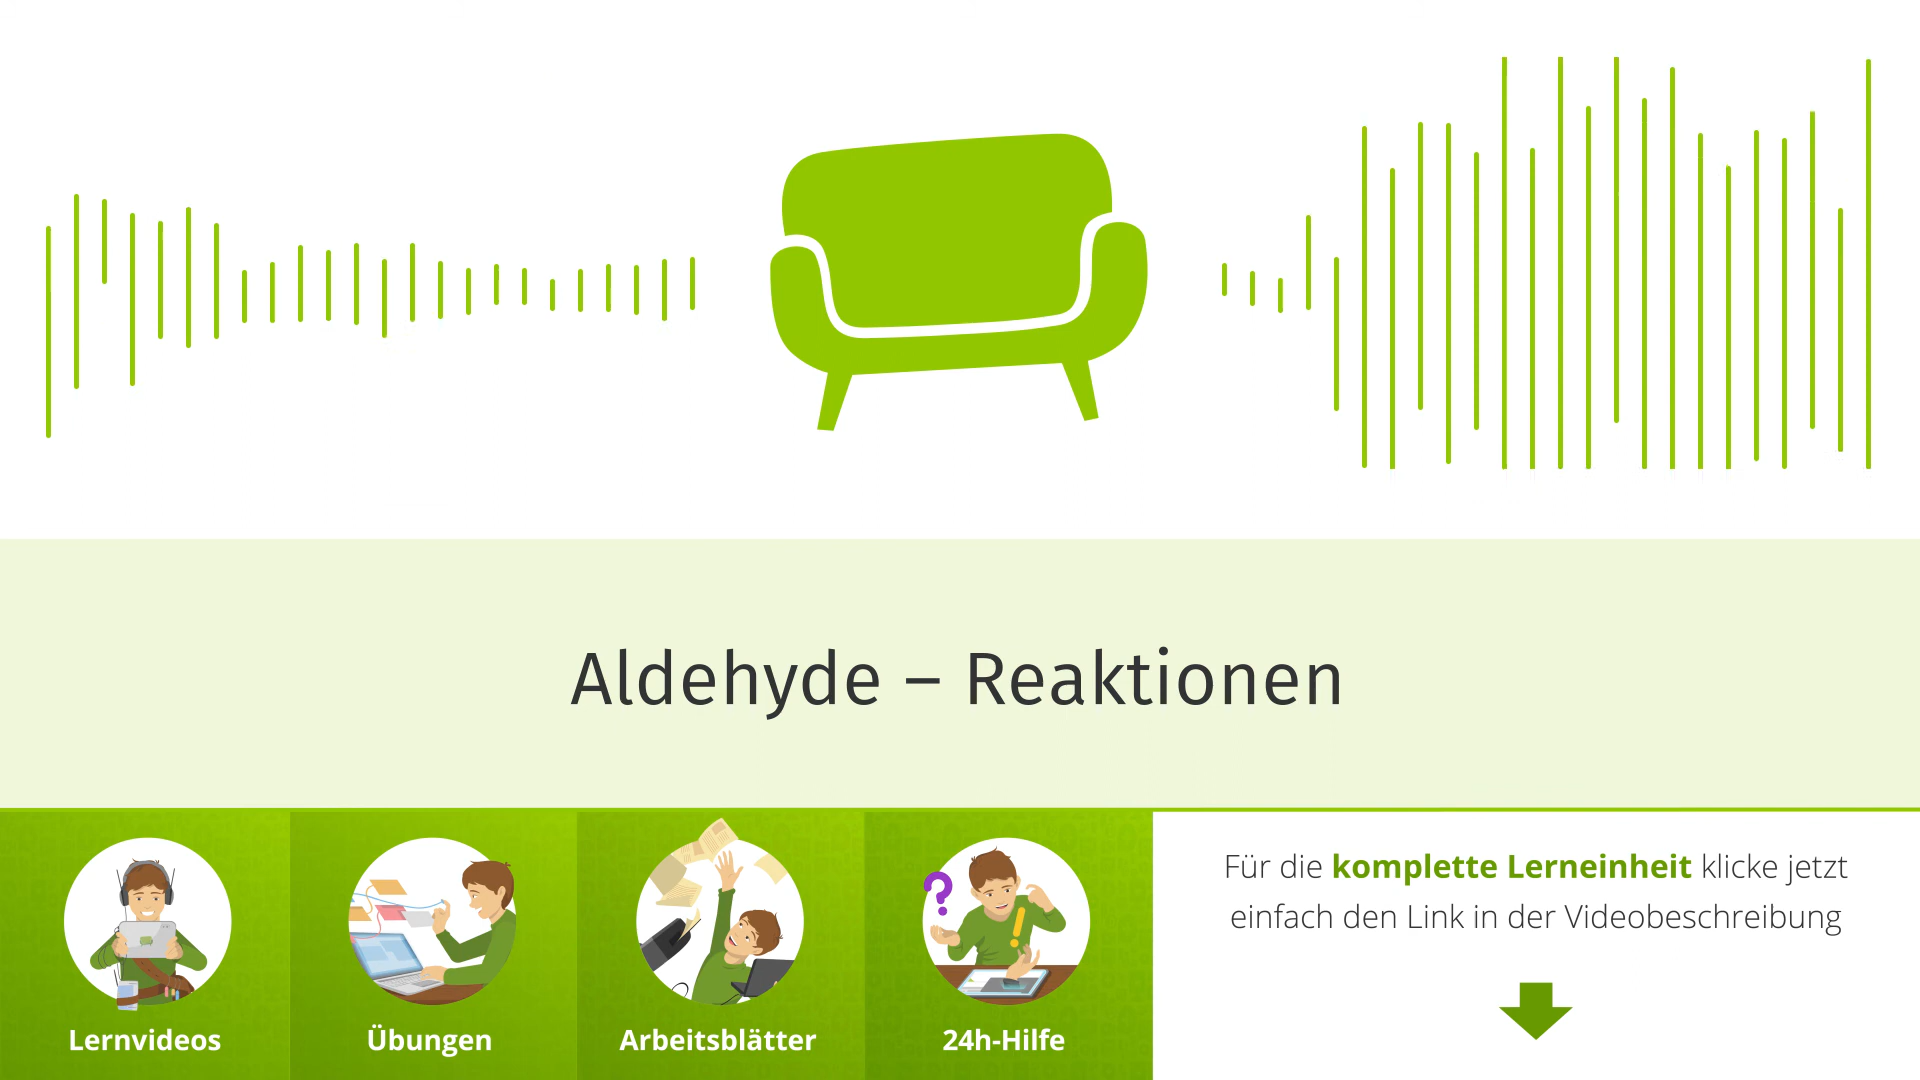 Aldehyde – Reaktionen
Lernvideos
Übungen
Arbeitsblätter
24h-Hilfe
Für die komplette Lerneinheit klicke jetzt
einfach den Link in der Videobeschreibung